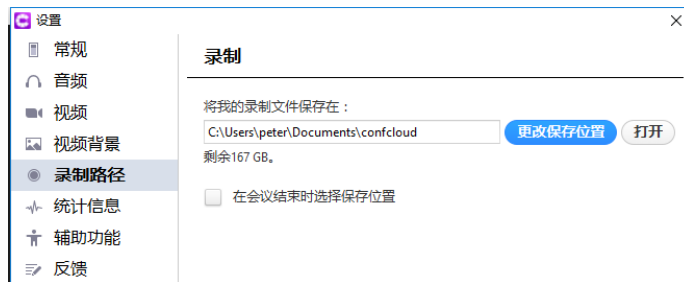 设置
常规
音频
视频
视频背景
录制路径
统计信息
辅助功能
反馈
录制
将我的录制文件保存在：
C:\Users\peter\Documents\confcloud
更改保存位置
打开
剩余167 GB。
在会议结束时选择保存位置